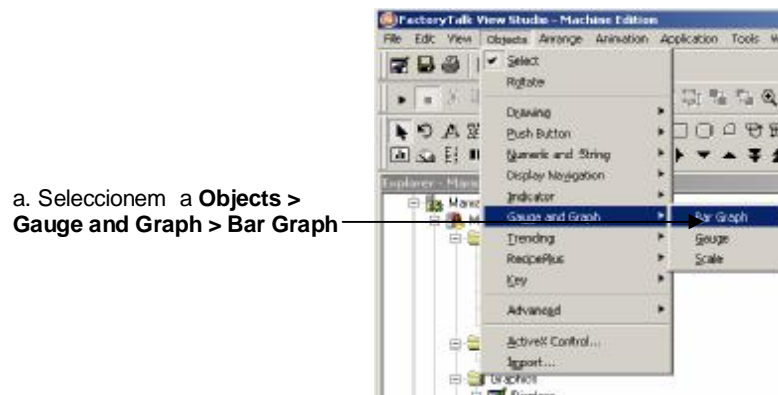 FactoryTalk View Studio - Machine Edition
File Edit View Objects Arrange Animation Application Tools
Select
Rotate
Drawing
Push Button
Numeric and String
Display Navigation
Indicator
a. Seleccionem a Objects >
Gauge and Graph > Bar Graph
Gauge and Graph
Bar Graph
Trending
Gauge
RecipePlus
Scale
Key
Advanced
ActiveX Control...
Import...
Graphics
Displays